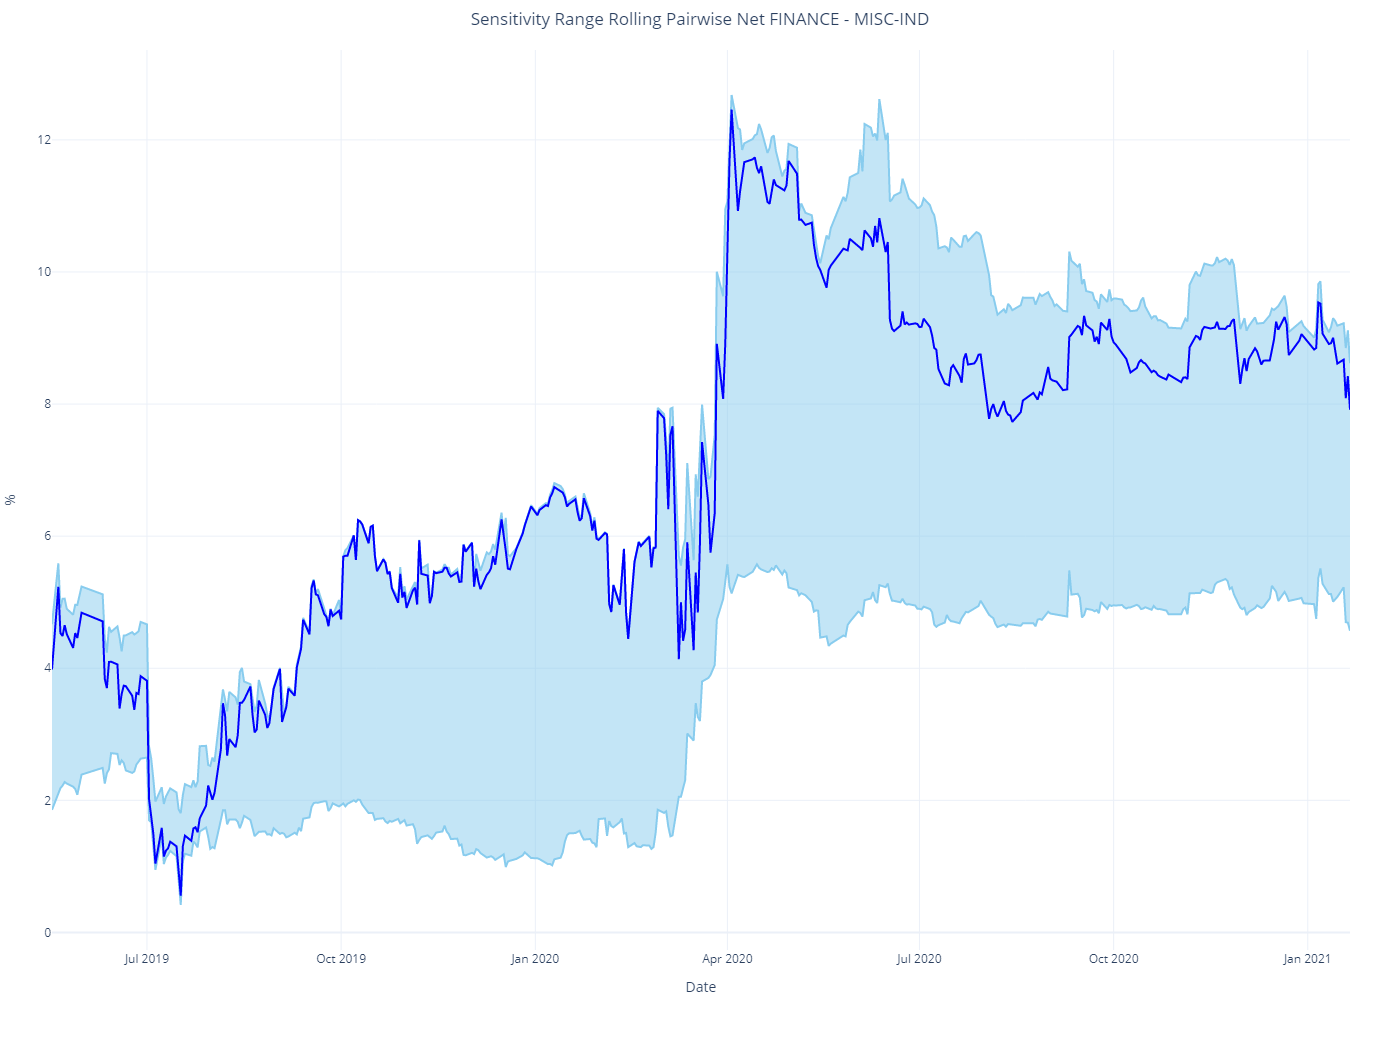 Sensitivity Range Rolling Pairwise Net FINANCE - MISC-IND
12
10
8
6
4
2
0
%
Jul 2019
Oct 2019
Jan 2020
Apr 2020
Jul 2020
Oct 2020
Jan 2021
Date